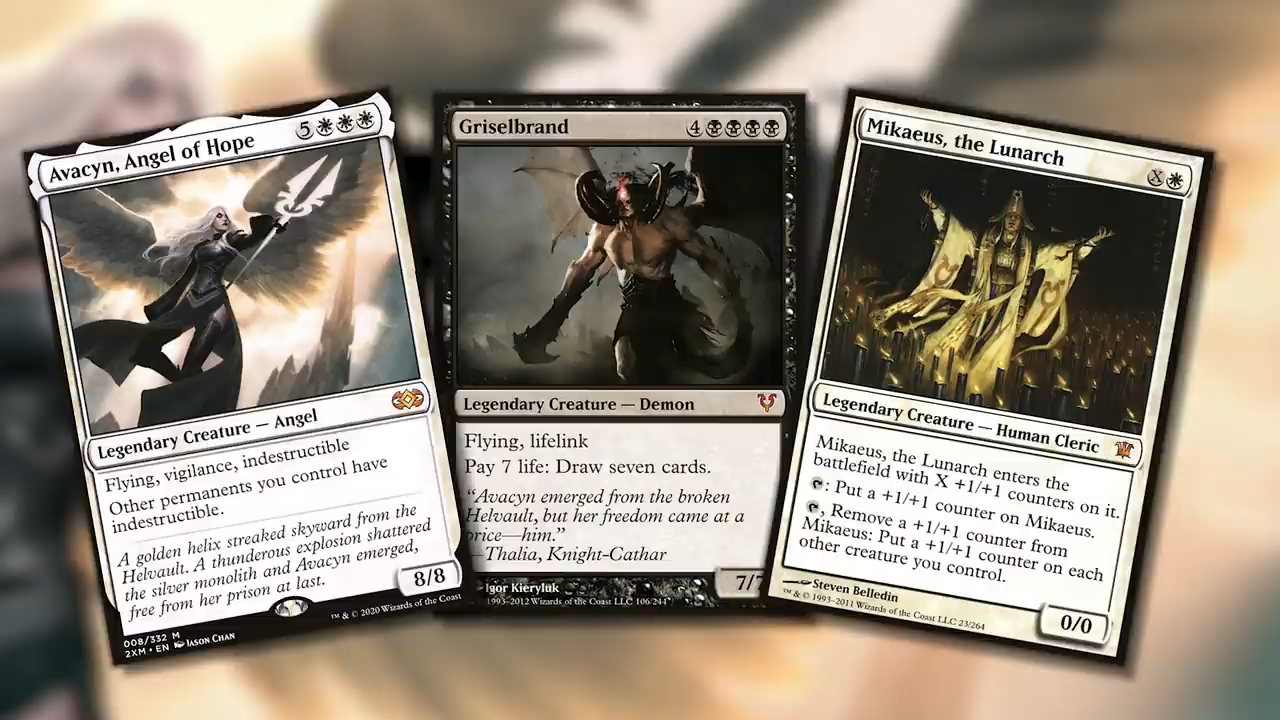 Avacyn, Angel of Hope
5
Legendary Creature — Angel
Flying, vigilance, indestructible
Other permanents you control have
indestructible.
A golden helix streaked skyward from the
Helvault. A thunderous explosion shattered
the silver monolith and Avacyn emerged,
free from her prison at last.
8/8
008/332 M
2XM • EN Jason Chan
™ & © 2020 Wizards of the Coast
Griselbrand
4
Legendary Creature — Demon
Flying, lifelink
Pay 7 life: Draw seven cards.
“Avacyn emerged from the broken
Helvault, but her freedom came at a
price—him.”
—Thalia, Knight-Cathar
7/7
Igor Kieryluk
1993-2012 Wizards of the Coast LLC 106/244
Mikaeus, the Lunarch
X
Legendary Creature — Human Cleric
Mikaeus, the Lunarch enters the
battlefield with X +1/+1 counters on it.
: Put a +1/+1 counter on Mikaeus.
, Remove a +1/+1 counter from
Mikaeus: Put a +1/+1 counter on each
other creature you control.
Steven Belledin
™ & © 1993-2011 Wizards of the Coast LLC 23/264
0/0